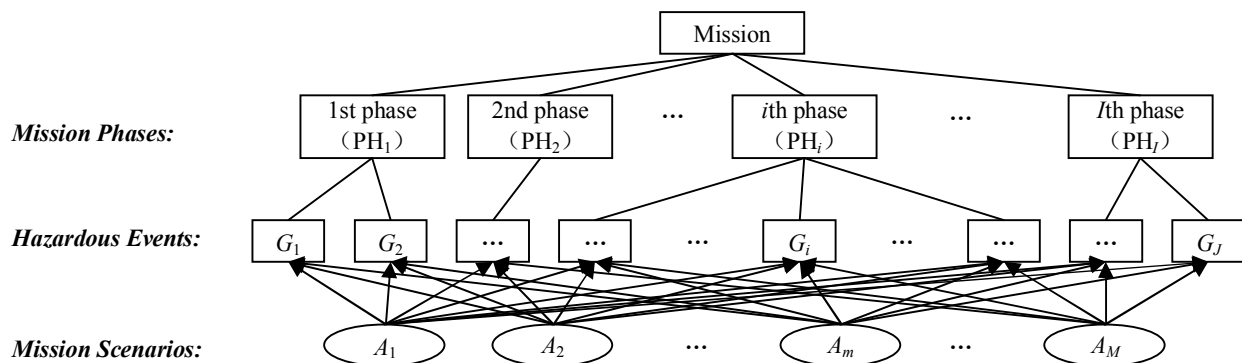 Mission
Mission Phases:
1st phase
（PH1）
2nd phase
（PH2）
...
ith phase
（PHi）
...
Ith phase
（PHI）
Hazardous Events:
G1
G2
...
...
...
Gi
...
...
...
GJ
Mission Scenarios:
A1
A2
...
Am
...
AM